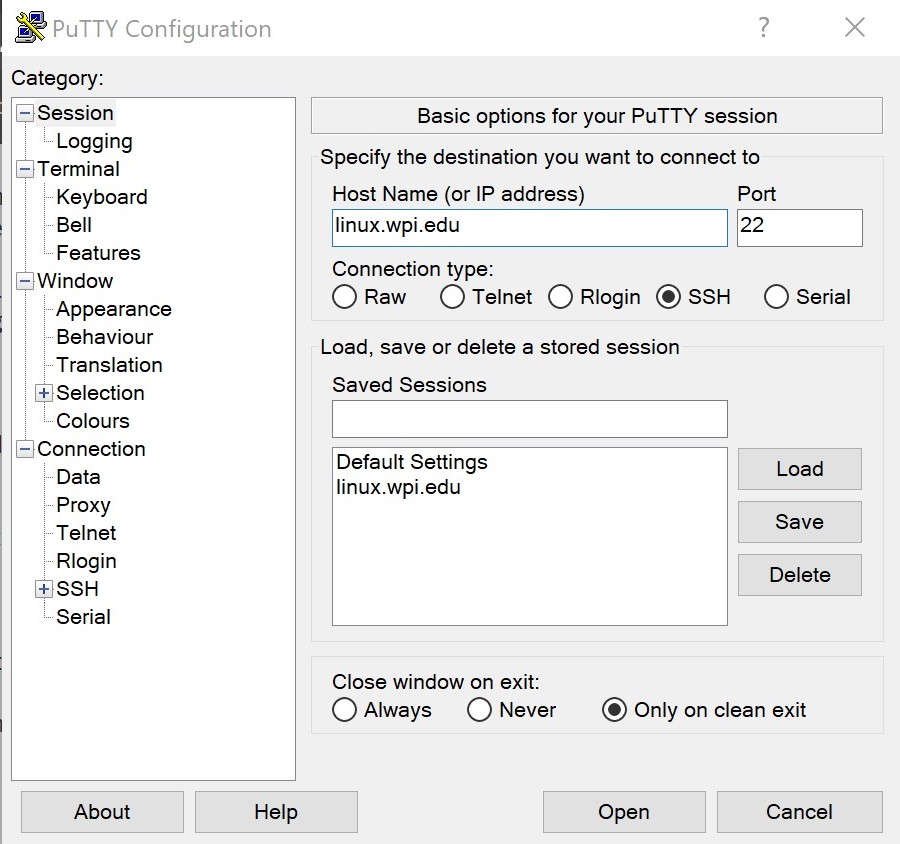 PuTTY Configuration
?
Category:
Session
Logging
Terminal
Keyboard
Bell
Features
Window
Appearance
Behaviour
Translation
Selection
Colours
Connection
Data
Proxy
Telnet
Rlogin
SSH
Serial
Basic options for your PuTTY session
Specify the destination you want to connect to
Host Name (or IP address) Port
linux.wpi.edu 22
Connection type:
Raw Telnet Rlogin SSH Serial
Load, save or delete a stored session
Saved Sessions
Default Settings
linux.wpi.edu
Load
Save
Delete
Close window on exit:
Always Never Only on clean exit
About Help Open Cancel